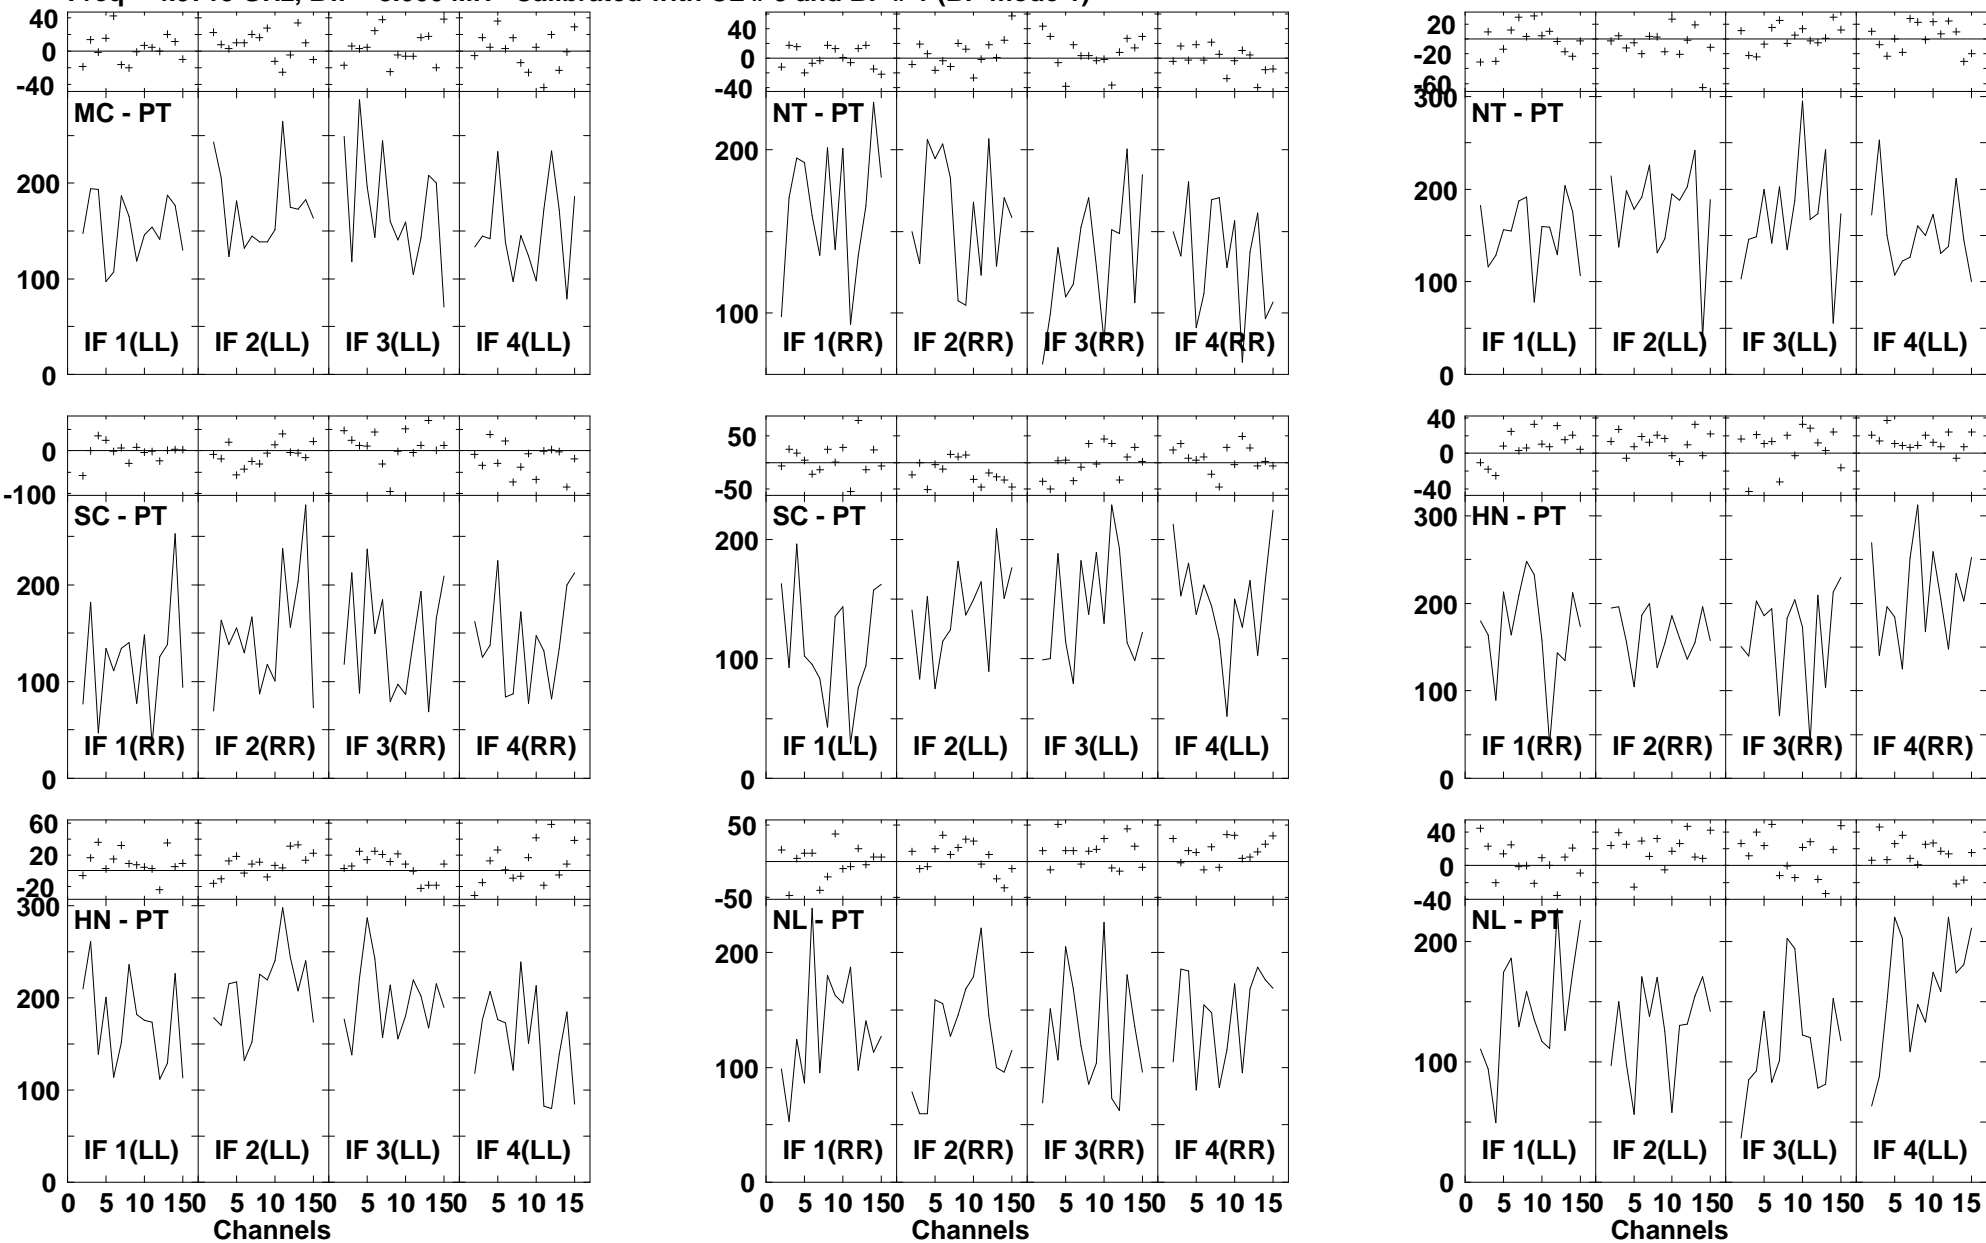 40 0 -40 40 0 -40 20 -20 -60
MC - PT NT - PT NT - PT
200 100 0 200 100 300 200 100 0
IF 1(LL) IF 2(LL) IF 3(LL) IF 4(LL) IF 1(RR) IF 2(RR) IF 3(RR) IF 4(RR) IF 1(LL) IF 2(LL) IF 3(LL) IF 4(LL)
0 -100 50 -50 40 0 -40
SC - PT SC - PT HN - PT
200 100 0 200 100 0 300 200 100 0
IF 1(RR) IF 2(RR) IF 3(RR) IF 4(RR) IF 1(LL) IF 2(LL) IF 3(LL) IF 4(LL) IF 1(RR) IF 2(RR) IF 3(RR) IF 4(RR)
60 20 -20 50 -50 40 0 -40
HN - PT NL - PT NL - PT
300 200 100 0 200 100 0 200 100 0
IF 1(LL) IF 2(LL) IF 3(LL) IF 4(LL) IF 1(RR) IF 2(RR) IF 3(RR) IF 4(RR) IF 1(LL) IF 2(LL) IF 3(LL) IF 4(LL)
0 5 10 150 5 10 150 5 10 150 5 10 15 0 5 10 150 5 10 150 5 10 150 5 10 15 0 5 10 150 5 10 150 5 10 150 5 10 15
Channels Channels Channels